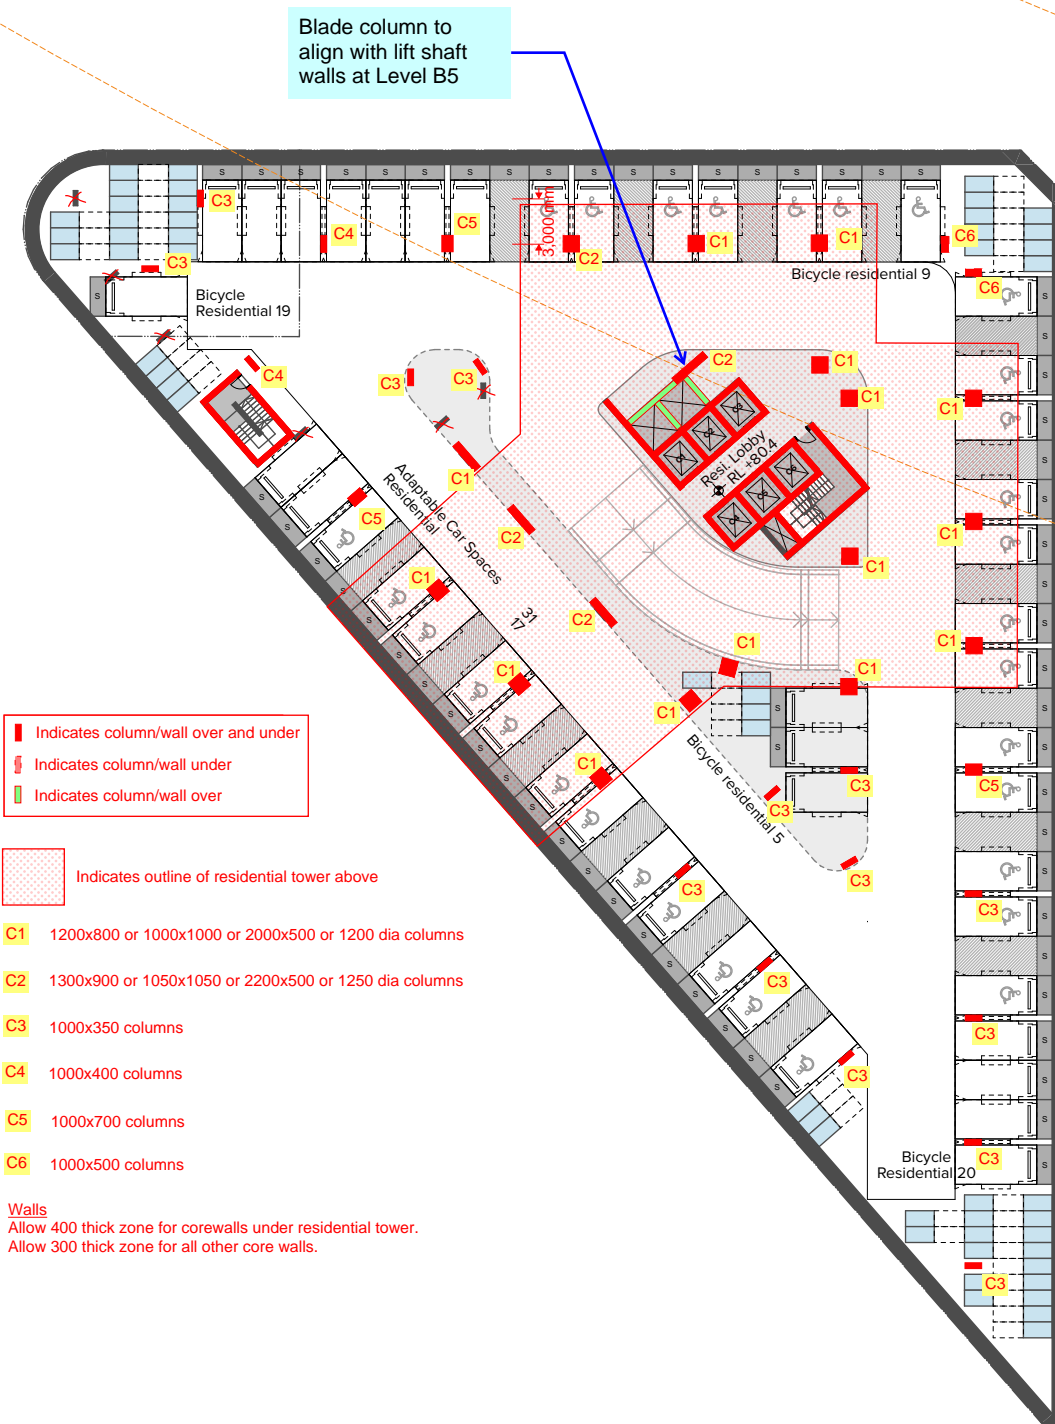 Blade column to
align with lift shaft
walls at Level B5
S S S S S S S S S S S S S S S S S S
C3
C4
C5
3,000 mm
C2
C1
C1
C6
C3
Bicycle
Residential 19
Bicycle residential 9
C6
S
C4
C3
C3
C2
C1
C1
C1
Resi. Lobby
RL +80.4
C1
Adaptable Car Spaces
Residential
31
17
C5
C2
C1
C1
C1
C2
C1
C1
C1
C1
C1
Bicycle residential 5
C1
C3
C3
C5
C3
C3
C3
C3
C3
C3
Bicycle
Residential 20
C3
C3
Indicates column/wall over and under
Indicates column/wall under
Indicates column/wall over
Indicates outline of residential tower above
C1 1200x800 or 1000x1000 or 2000x500 or 1200 dia columns
C2 1300x900 or 1050x1050 or 2200x500 or 1250 dia columns
C3 1000x350 columns
C4 1000x400 columns
C5 1000x700 columns
C6 1000x500 columns
Walls
Allow 400 thick zone for corewalls under residential tower.
Allow 300 thick zone for all other core walls.